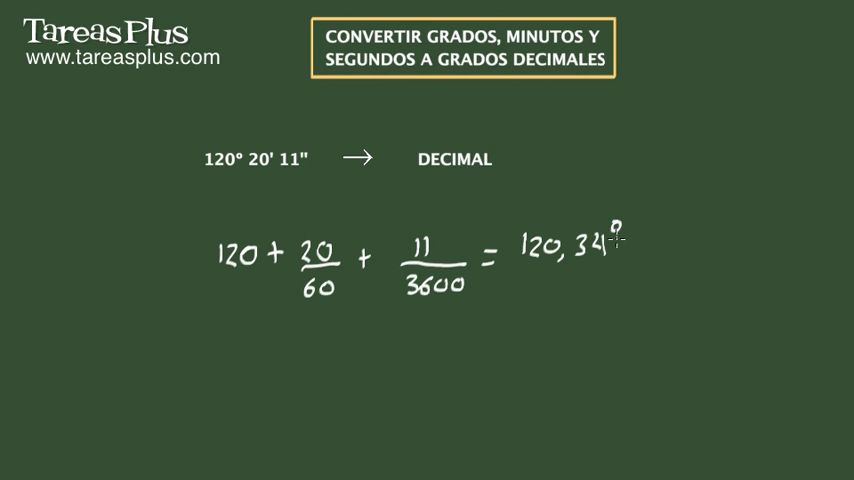 TareasPlus
www.tareasplus.com
CONVERTIR GRADOS, MINUTOS Y
SEGUNDOS A GRADOS DECIMALES
120º 20' 11" → DECIMAL
120 + 20/60 + 11/3600 = 120,34º